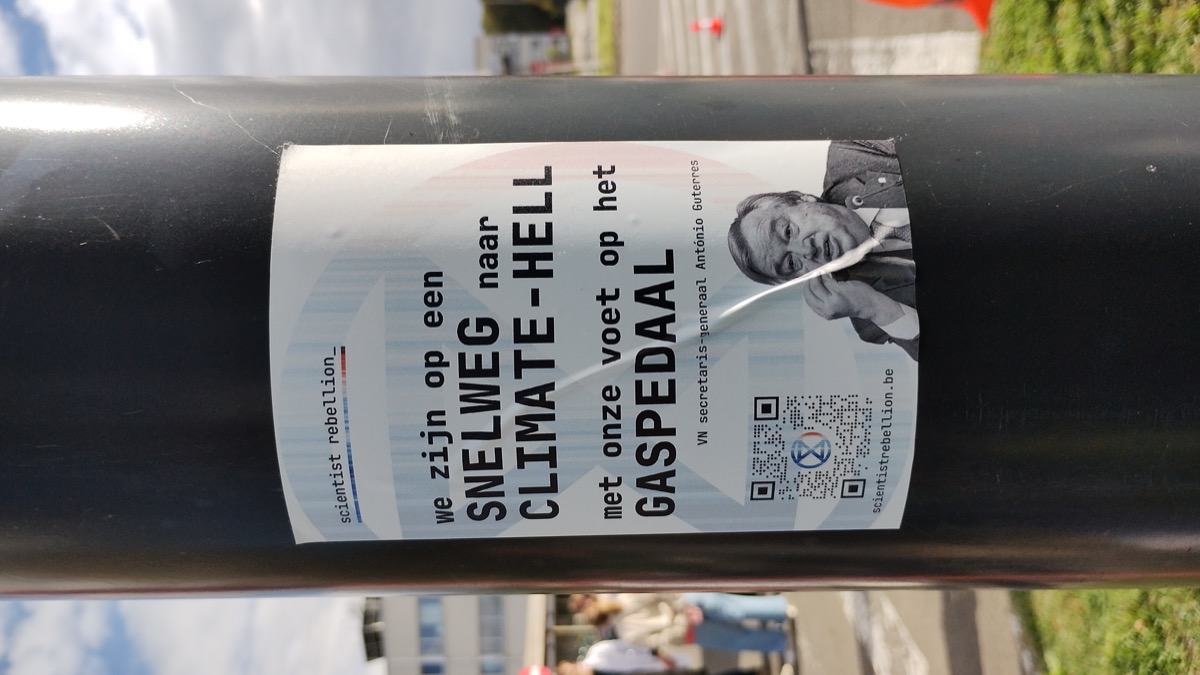 scientist rebellion_
we zijn op een
SNELWEG naar
CLIMATE-HELL
met onze voet op het
GASPEDAAL
VN secretaris-generaal António Guterres
scientistrebellion.be